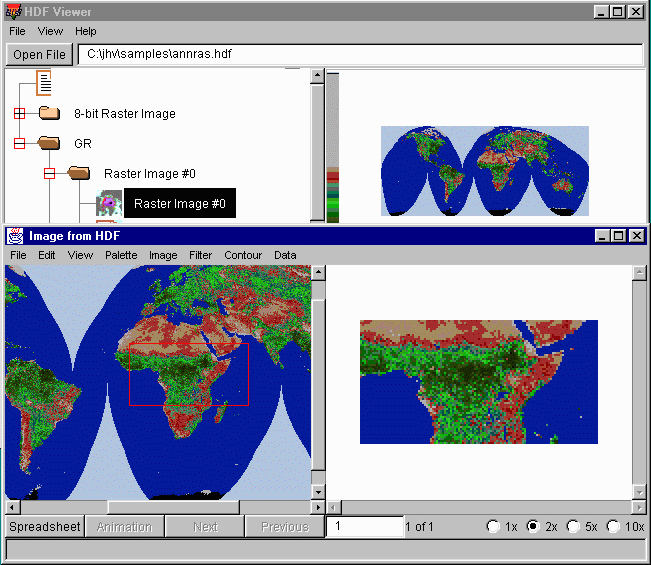 HDF Viewer
File View Help
Open File C:\jhv\samples\annras.hdf
8-bit Raster Image
GR
Raster Image #0
Raster Image #0
Image from HDF
File Edit View Palette Image Filter Contour Data
Spreadsheet Animation Next Previous 1 1 of 1 1x 2x 5x 10x